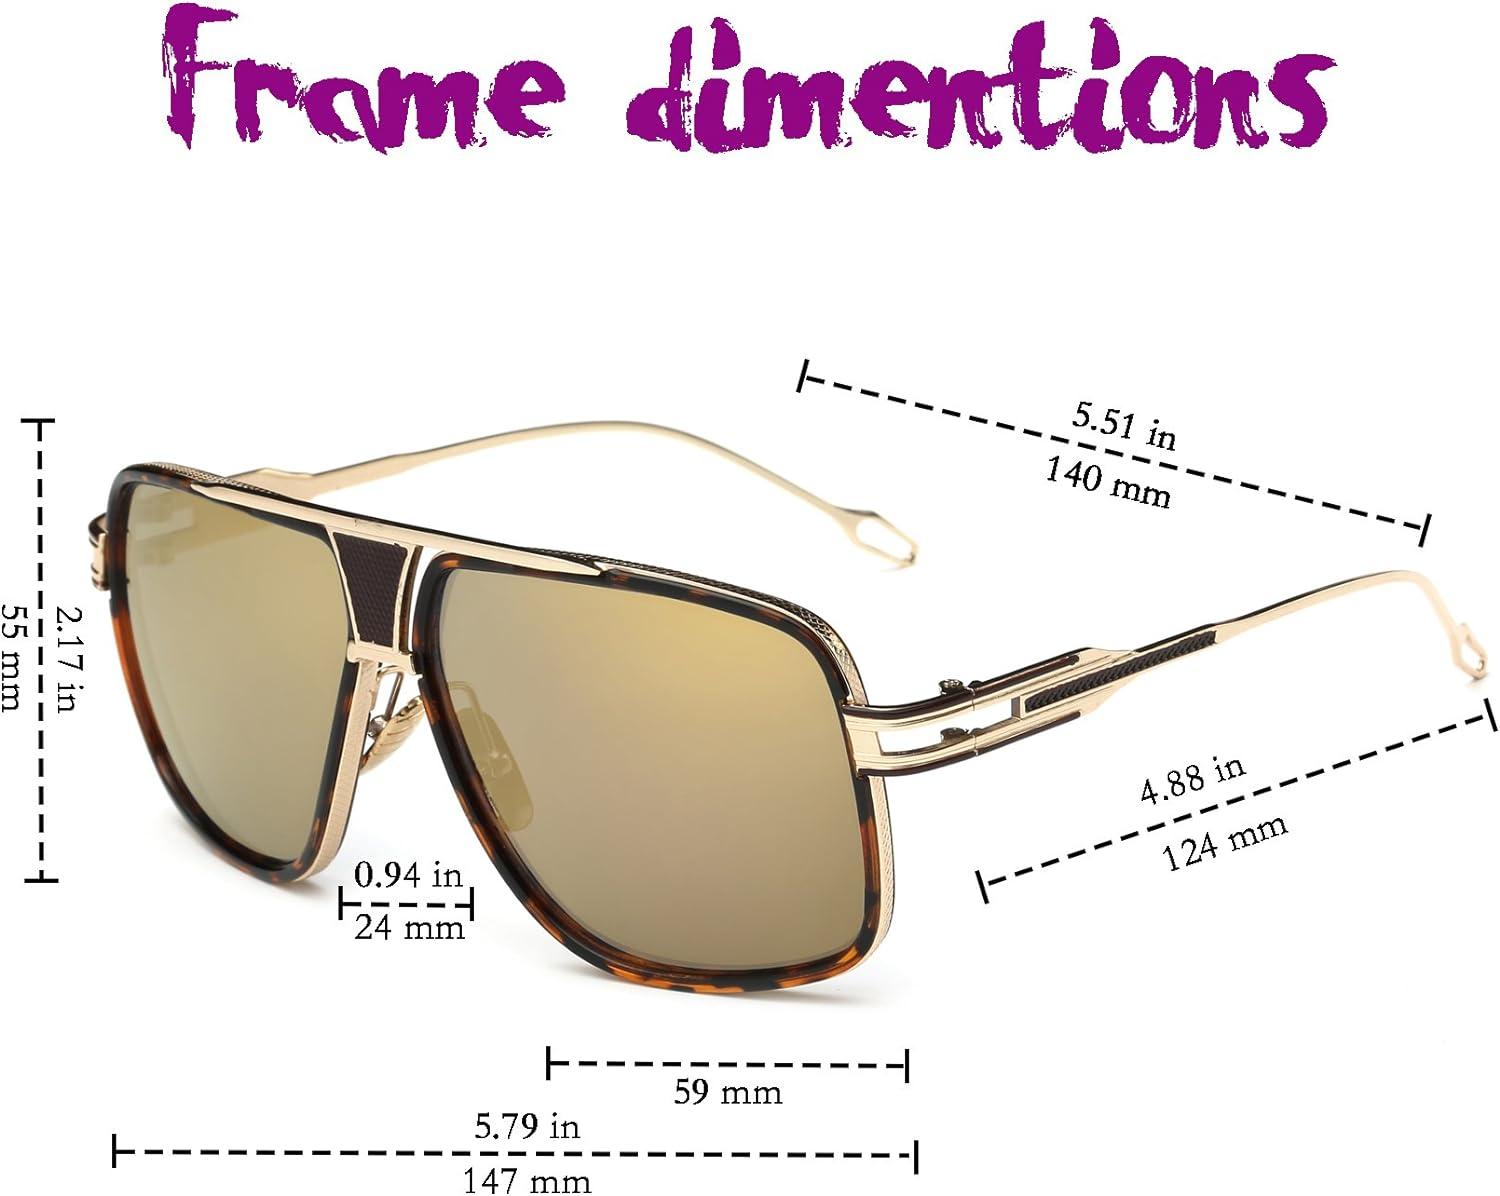 Frame dimentions
5.51 in
140 mm
2.17 in
55 mm
4.88 in
124 mm
0.94 in
24 mm
59 mm
5.79 in
147 mm